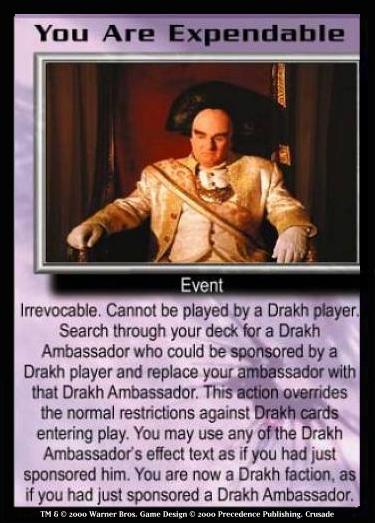 You Are Expendable
Event
Irrevocable. Cannot be played by a Drakh player.
Search through your deck for a Drakh
Ambassador who could be sponsored by a
Drakh player and replace your ambassador with
that Drakh Ambassador. This action overrides
the normal restrictions against Drakh cards
entering play. You may use any of the Drakh
Ambassador's effect text as if you had just
sponsored him. You are now a Drakh faction, as
if you had just sponsored a Drakh Ambassador.
TM & © 2000 Warner Bros. Game Design © 2000 Precedence Publishing. Crusade